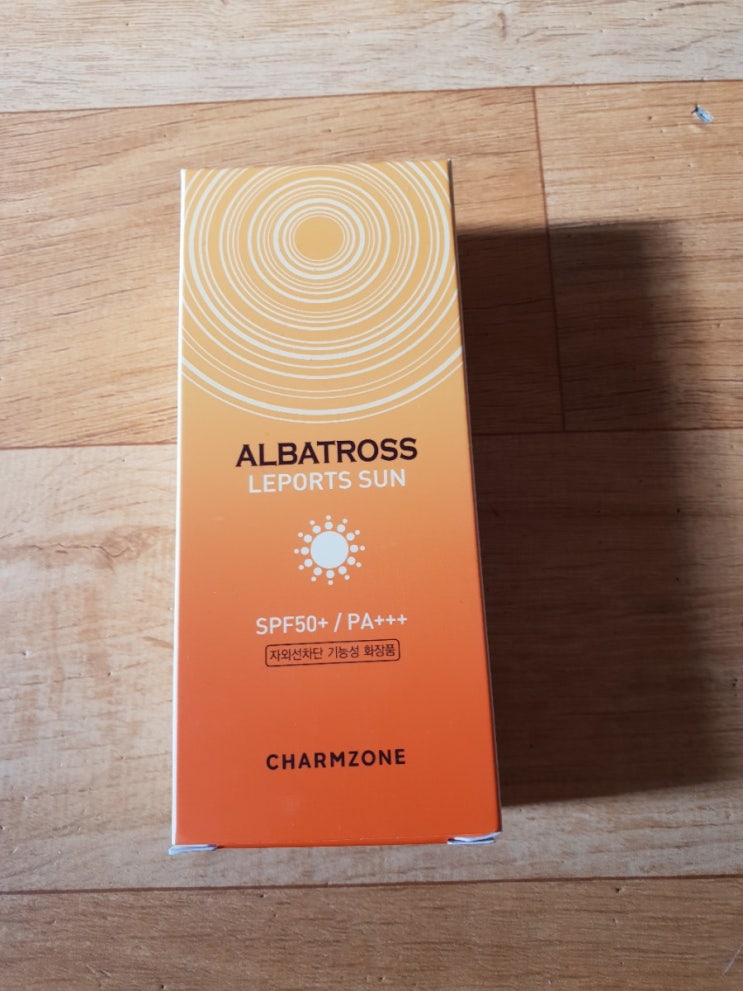 ALBATROSS
LEPORTS SUN
SPF50+ / PA+++
자외선차단 기능성 화장품
CHARMZONE